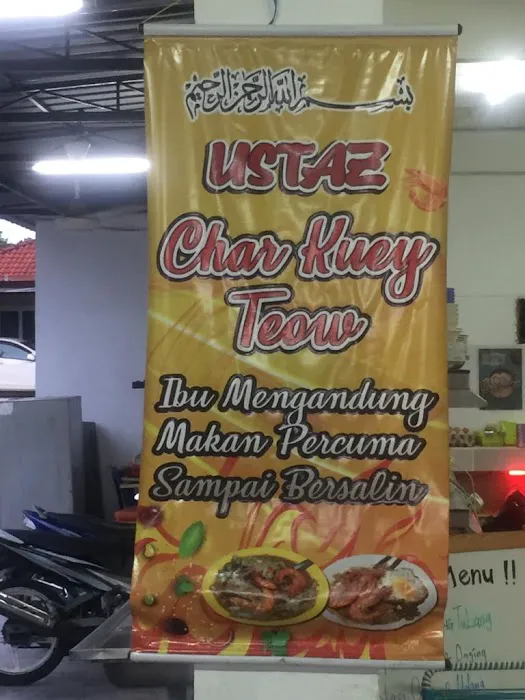 بسم الله الرحمن الرحيم
USTAZ
Char Kuey
Teow
Ibu Mengandung
Makan Percuma
Sampai Bersalin
Menu !!